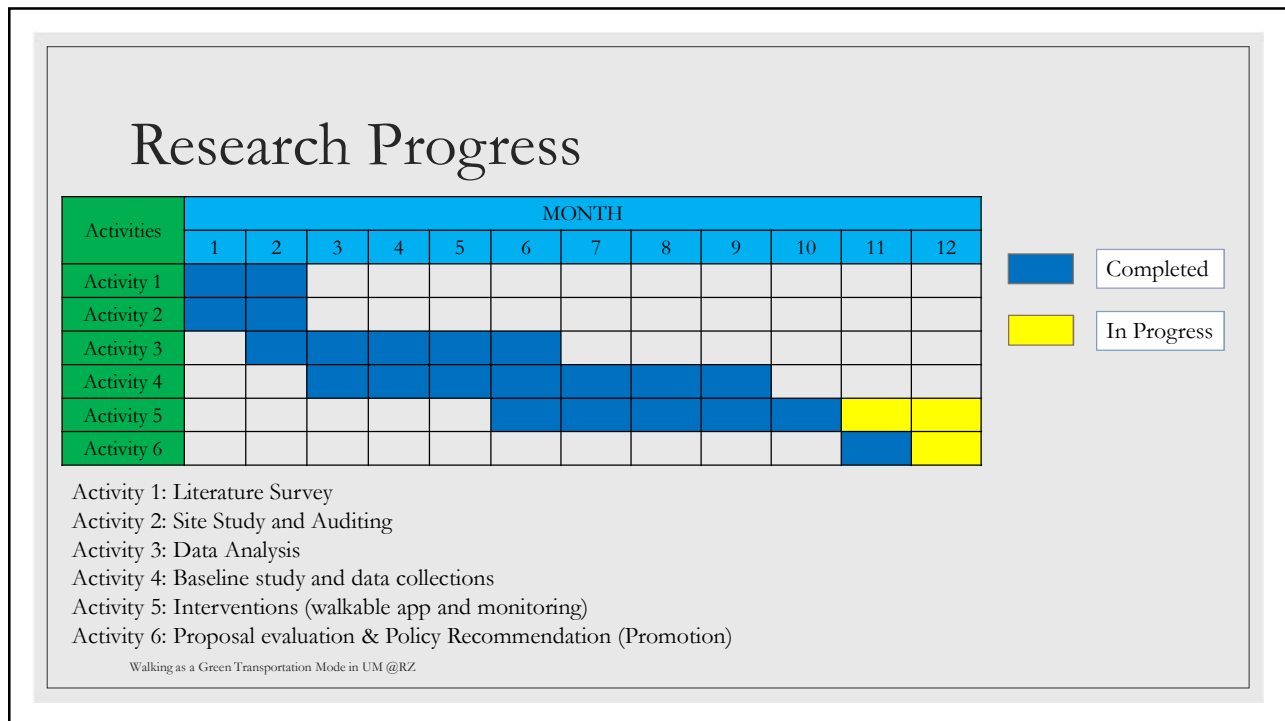 Research Progress
Activities
MONTH
1 2 3 4 5 6 7 8 9 10 11 12
Activity 1
Activity 2
Activity 3
Activity 4
Activity 5
Activity 6
Completed
In Progress
Activity 1: Literature Survey
Activity 2: Site Study and Auditing
Activity 3: Data Analysis
Activity 4: Baseline study and data collections
Activity 5: Interventions (walkable app and monitoring)
Activity 6: Proposal evaluation & Policy Recommendation (Promotion)
Walking as a Green Transportation Mode in UM @RZ